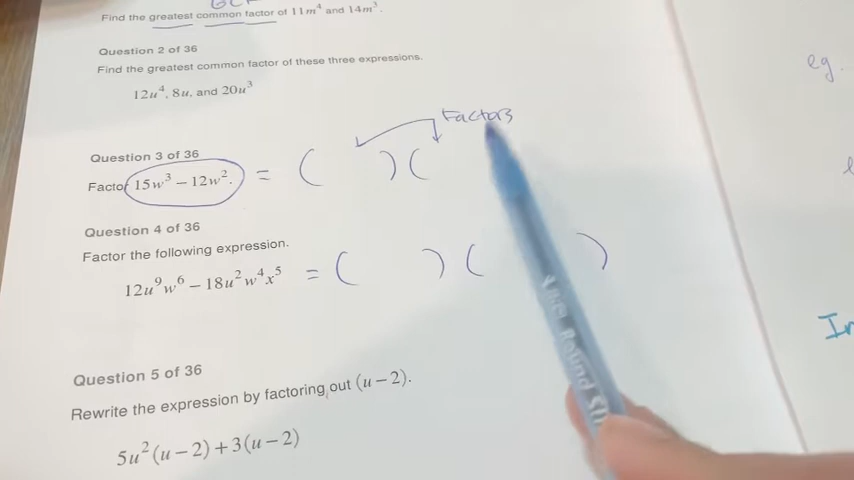 Find the greatest common factor of 11m⁴ and 14m³.
Question 2 of 36
Find the greatest common factor of these three expressions.
12u⁴, 8u, and 20u³
Factors
Question 3 of 36
Factor 15w³ − 12w². = ( )(
Question 4 of 36
Factor the following expression.
12u⁹w⁶ − 18u²w⁴x⁵ = ( ) ( )
Question 5 of 36
Rewrite the expression by factoring out (u − 2).
5u²(u − 2) + 3(u − 2)
eg.